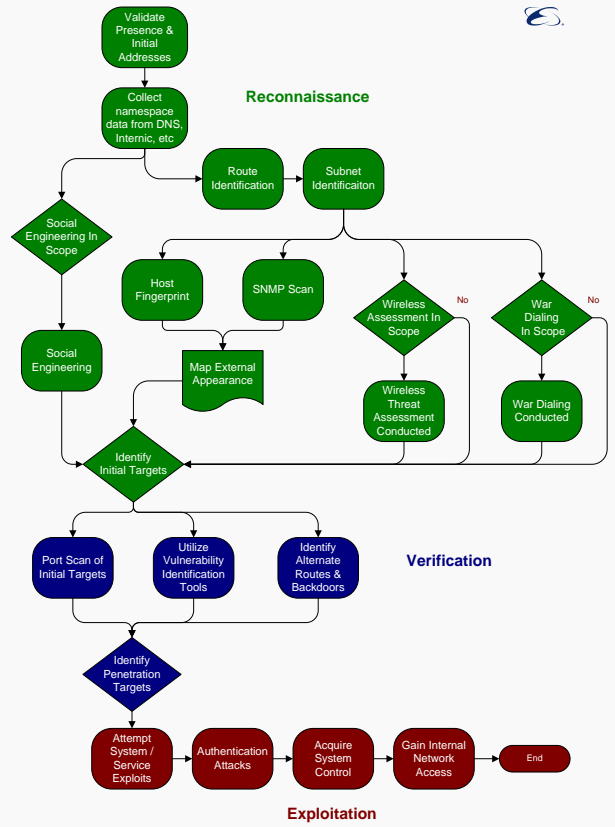 Validate
Presence &
Initial
Addresses
Collect
namespace
data from DNS,
Internic, etc
Reconnaissance
Route
Identification
Subnet
Identificaiton
Social
Engineering In
Scope
Host
Fingerprint
SNMP Scan
Wireless
Assessment In
Scope
No
War
Dialing
In Scope
No
Social
Engineering
Map External
Appearance
Wireless
Threat
Assessment
Conducted
War Dialing
Conducted
Identify
Initial Targets
Port Scan of
Initial Targets
Utilize
Vulnerability
Identification
Tools
Identify
Alternate
Routes &
Backdoors
Verification
Identify
Penetration
Targets
Attempt
System /
Service
Exploits
Authentication
Attacks
Acquire
System
Control
Gain Internal
Network
Access
End
Exploitation